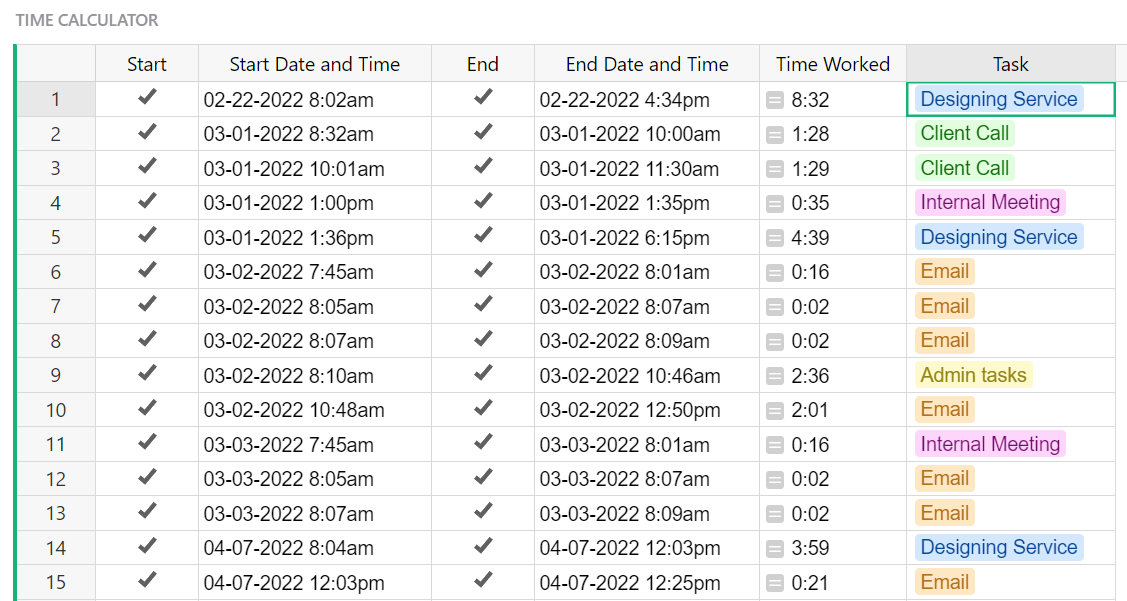 TIME CALCULATOR
Start Start Date and Time End End Date and Time Time Worked Task
1 02-22-2022 8:02am 02-22-2022 4:34pm 8:32 Designing Service
2 03-01-2022 8:32am 03-01-2022 10:00am 1:28 Client Call
3 03-01-2022 10:01am 03-01-2022 11:30am 1:29 Client Call
4 03-01-2022 1:00pm 03-01-2022 1:35pm 0:35 Internal Meeting
5 03-01-2022 1:36pm 03-01-2022 6:15pm 4:39 Designing Service
6 03-02-2022 7:45am 03-02-2022 8:01am 0:16 Email
7 03-02-2022 8:05am 03-02-2022 8:07am 0:02 Email
8 03-02-2022 8:07am 03-02-2022 8:09am 0:02 Email
9 03-02-2022 8:10am 03-02-2022 10:46am 2:36 Admin tasks
10 03-02-2022 10:48am 03-02-2022 12:50pm 2:01 Email
11 03-03-2022 7:45am 03-03-2022 8:01am 0:16 Internal Meeting
12 03-03-2022 8:05am 03-03-2022 8:07am 0:02 Email
13 03-03-2022 8:07am 03-03-2022 8:09am 0:02 Email
14 04-07-2022 8:04am 04-07-2022 12:03pm 3:59 Designing Service
15 04-07-2022 12:03pm 04-07-2022 12:25pm 0:21 Email